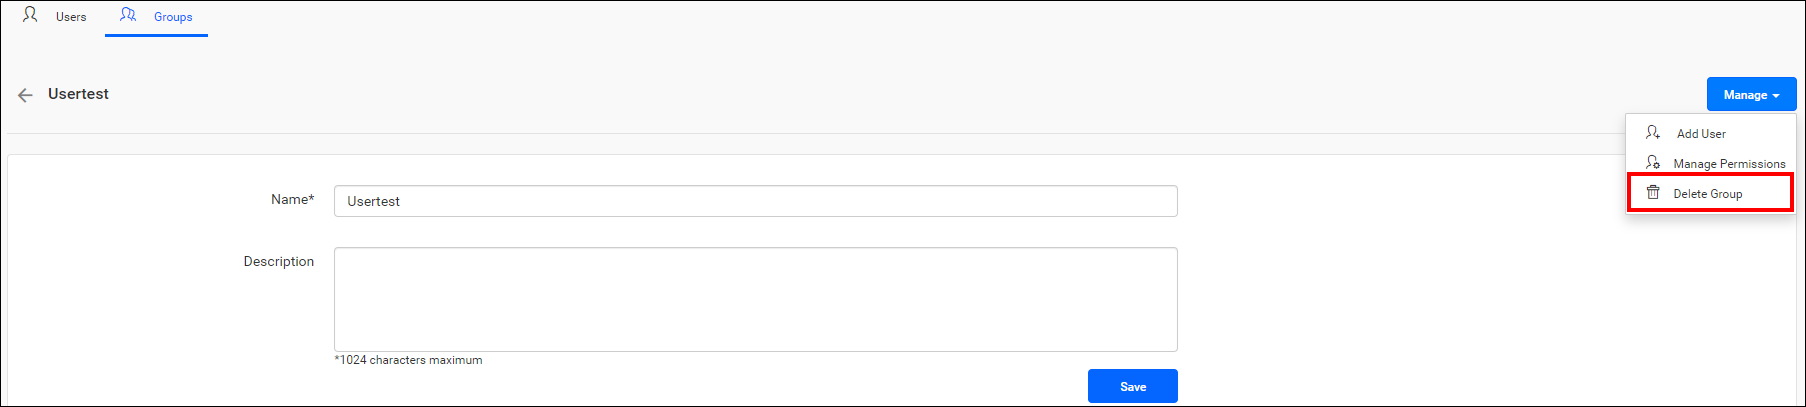 Users Groups
Usertest
Manage
Add User
Manage Permissions
Delete Group
Name* Usertest
Description
*1024 characters maximum
Save